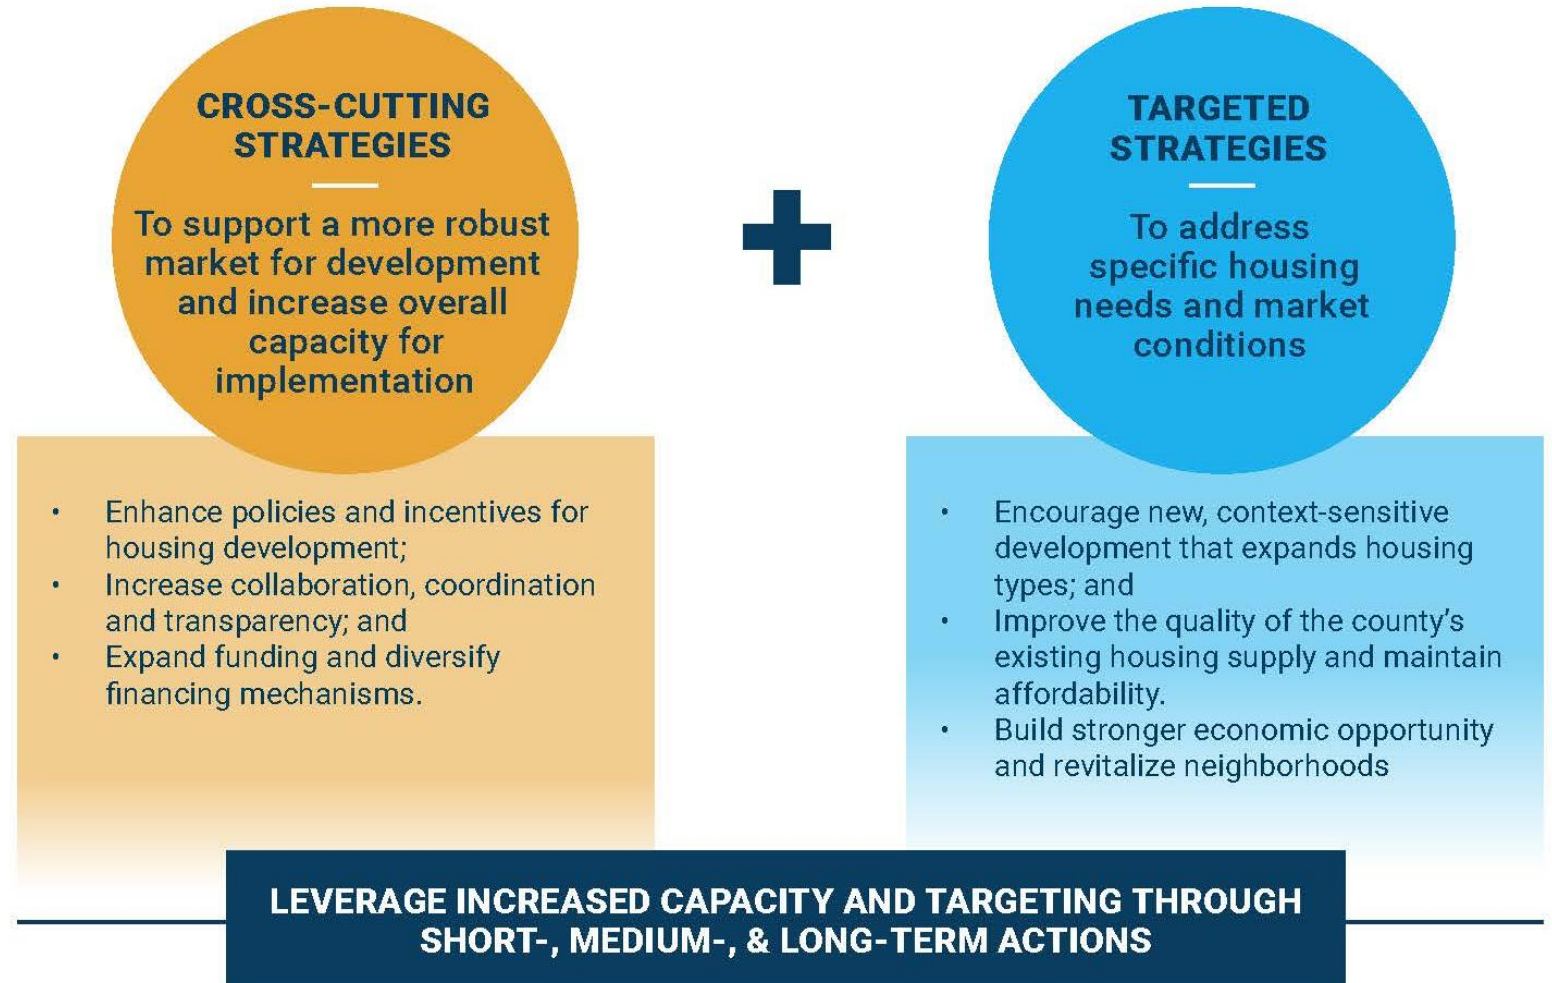 CROSS-CUTTING
STRATEGIES
To support a more robust
market for development
and increase overall
capacity for
implementation
• Enhance policies and incentives for
housing development;
• Increase collaboration, coordination
and transparency; and
• Expand funding and diversify
financing mechanisms.
+
TARGETED
STRATEGIES
To address
specific housing
needs and market
conditions
• Encourage new, context-sensitive
development that expands housing
types; and
• Improve the quality of the county’s
existing housing supply and maintain
affordability.
• Build stronger economic opportunity
and revitalize neighborhoods
LEVERAGE INCREASED CAPACITY AND TARGETING THROUGH
SHORT-, MEDIUM-, & LONG-TERM ACTIONS